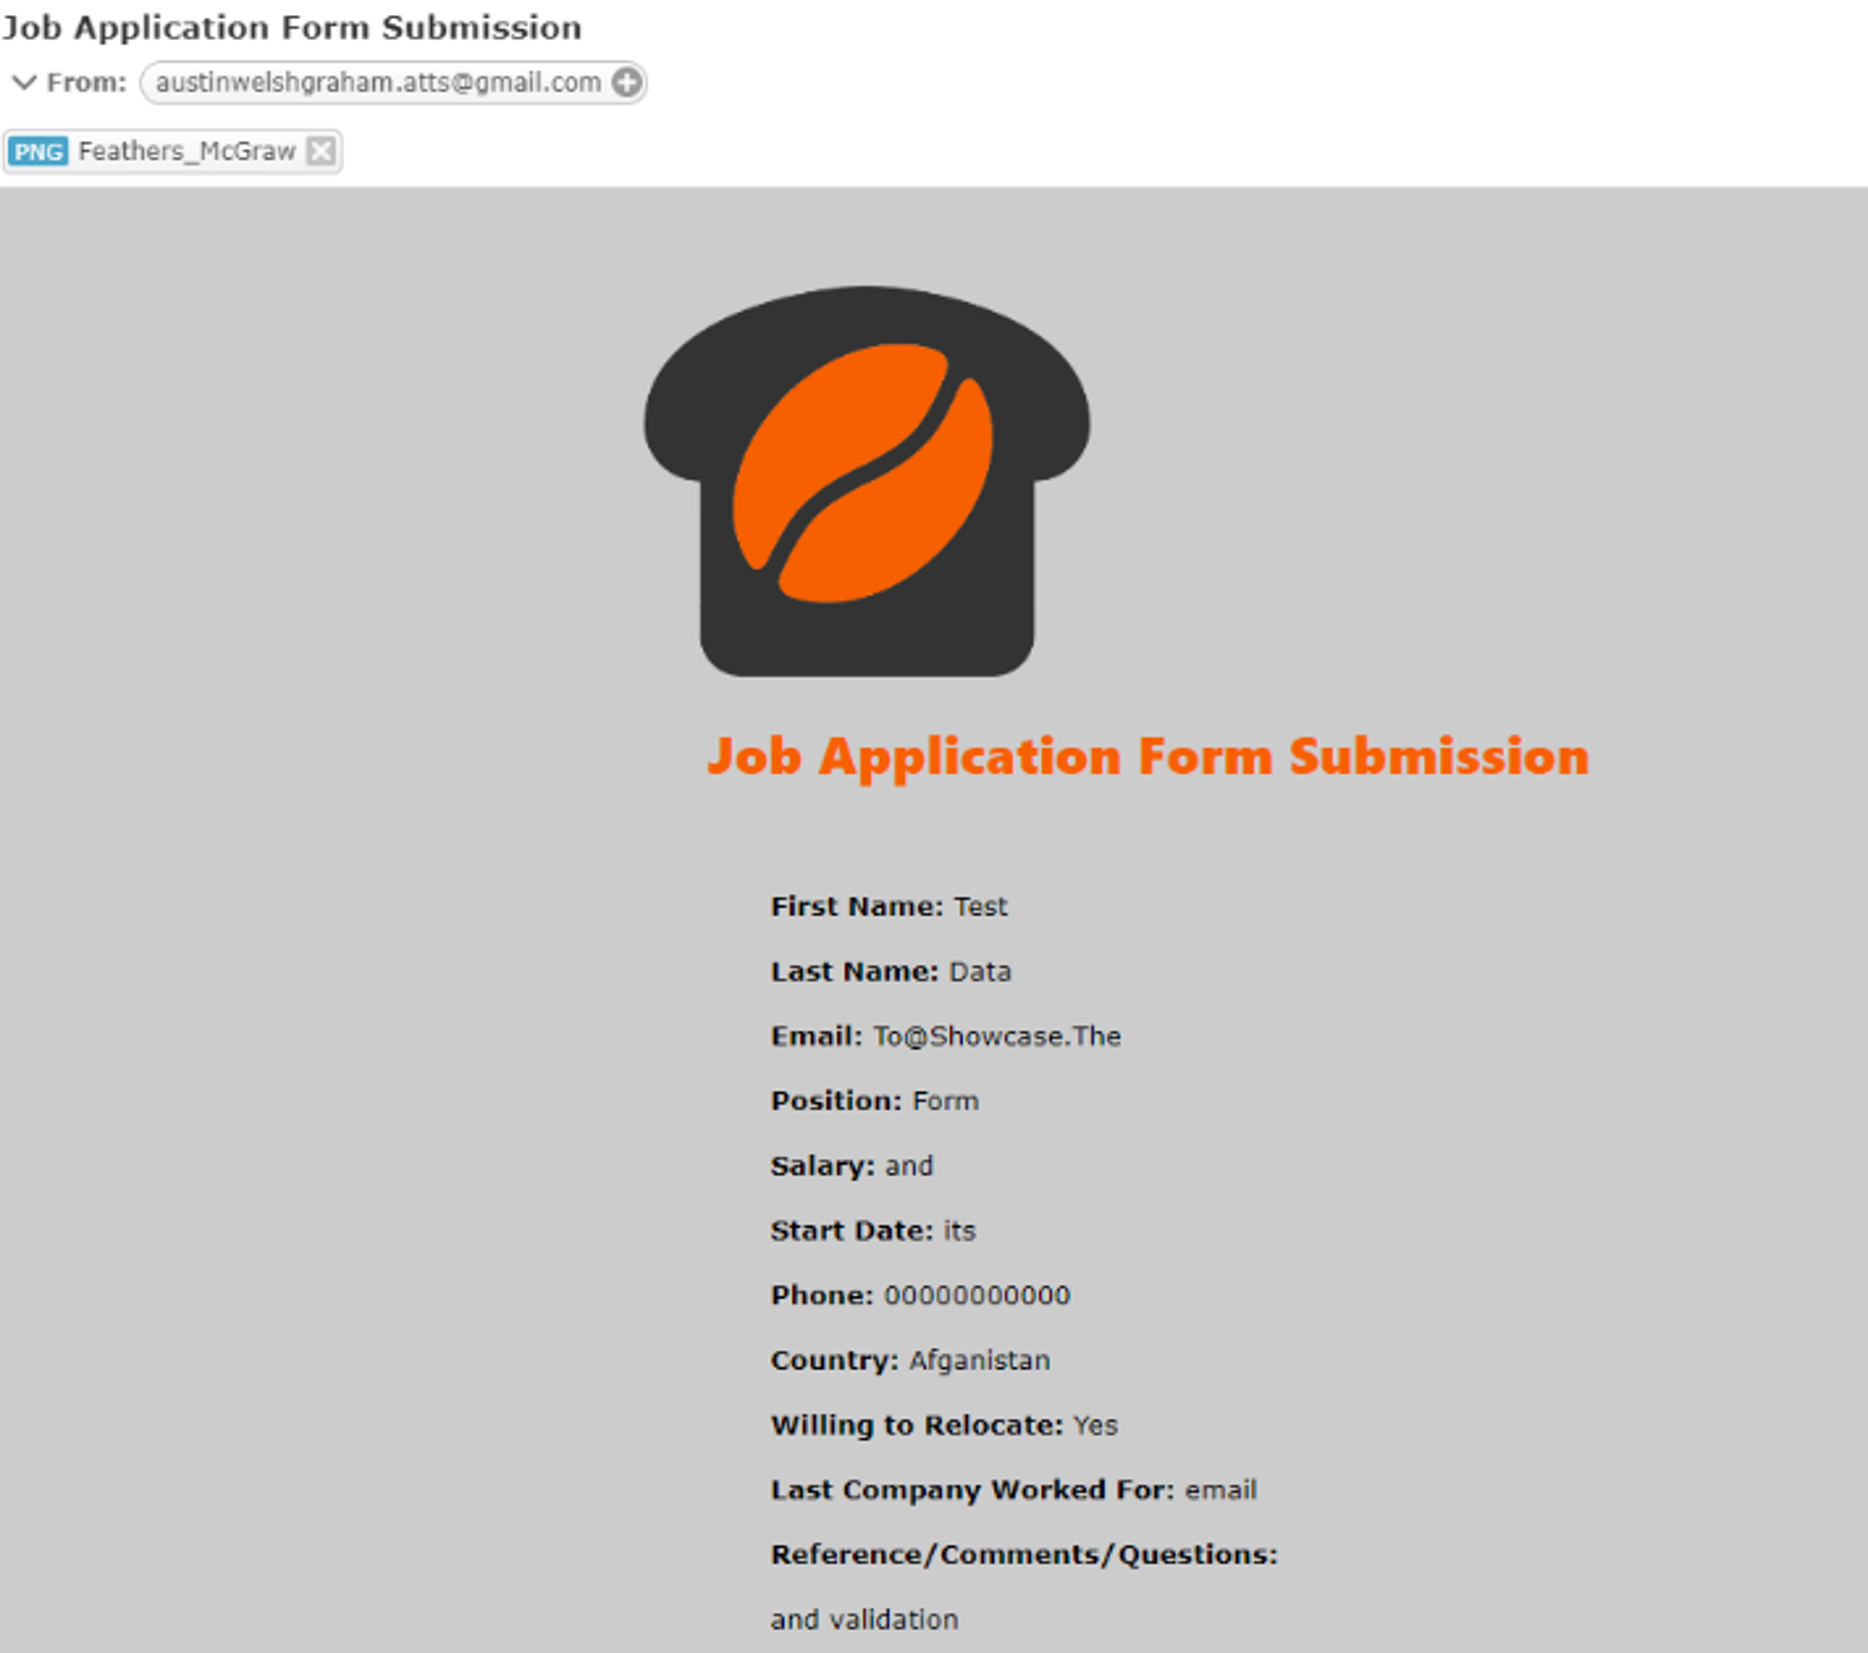 Job Application Form Submission
From: austinwelshgraham.atts@gmail.com
PNG Feathers_McGraw
Job Application Form Submission
First Name: Test
Last Name: Data
Email: To@Showcase.The
Position: Form
Salary: and
Start Date: its
Phone: 00000000000
Country: Afganistan
Willing to Relocate: Yes
Last Company Worked For: email
Reference/Comments/Questions:
and validation